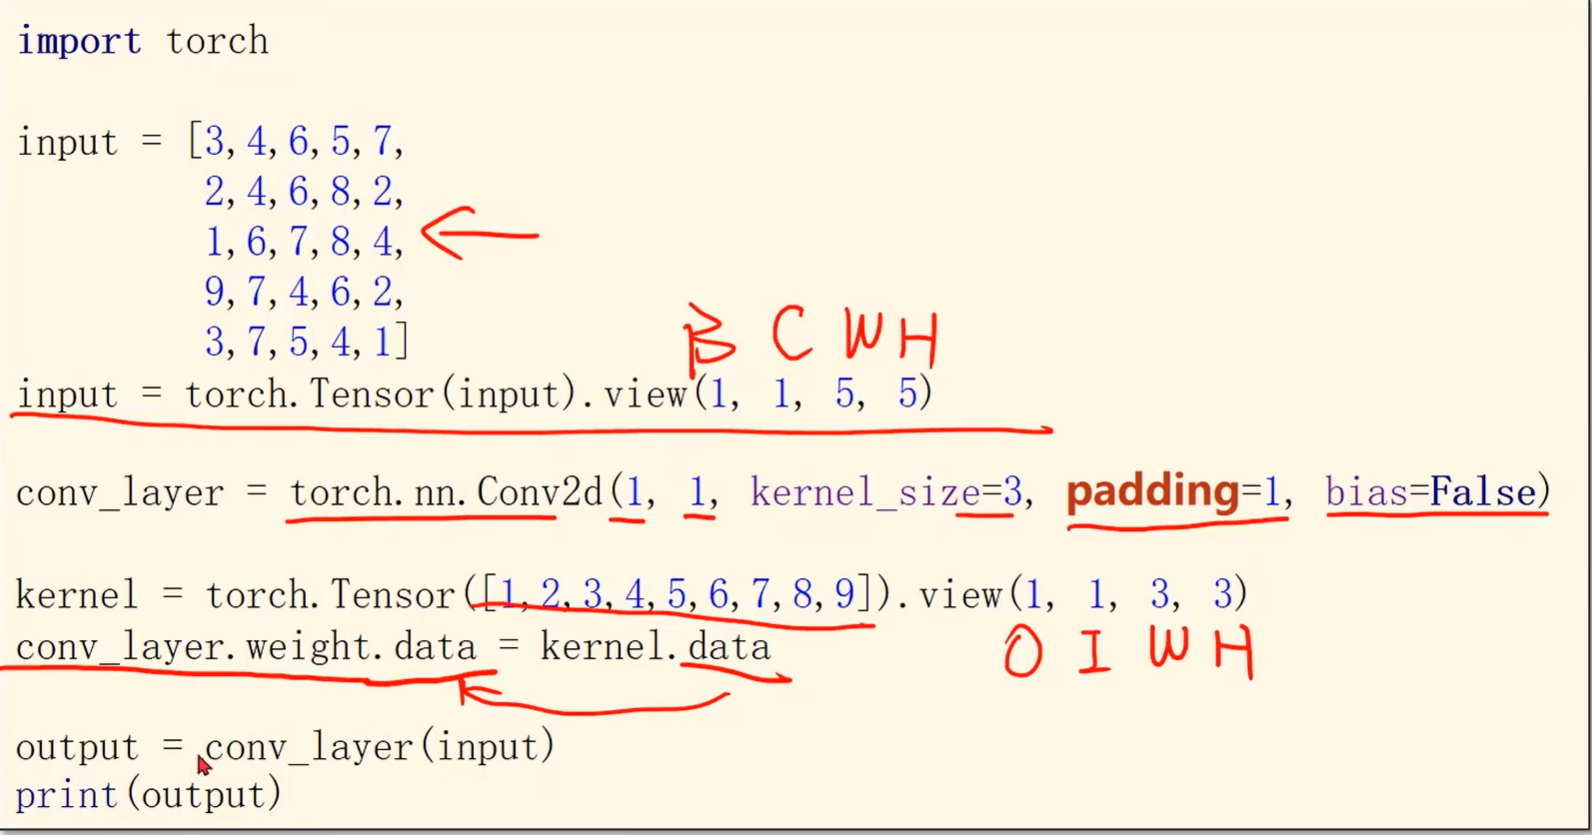 import torch
input = [3, 4, 6, 5, 7,
2, 4, 6, 8, 2,
1, 6, 7, 8, 4,
9, 7, 4, 6, 2,
3, 7, 5, 4, 1]
B C W H
input = torch.Tensor(input).view(1, 1, 5, 5)
conv_layer = torch.nn.Conv2d(1, 1, kernel_size=3, padding=1, bias=False)
kernel = torch.Tensor([1, 2, 3, 4, 5, 6, 7, 8, 9]).view(1, 1, 3, 3)
conv_layer.weight.data = kernel.data
O I W H
output = conv_layer(input)
print(output)